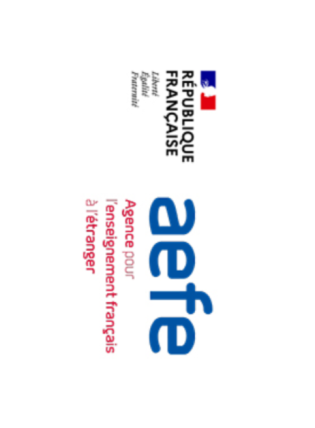 RÉPUBLIQUE
FRANÇAISE
Liberté
Égalité
Fraternité
aefe
Agence pour
l'enseignement français
à l'étranger